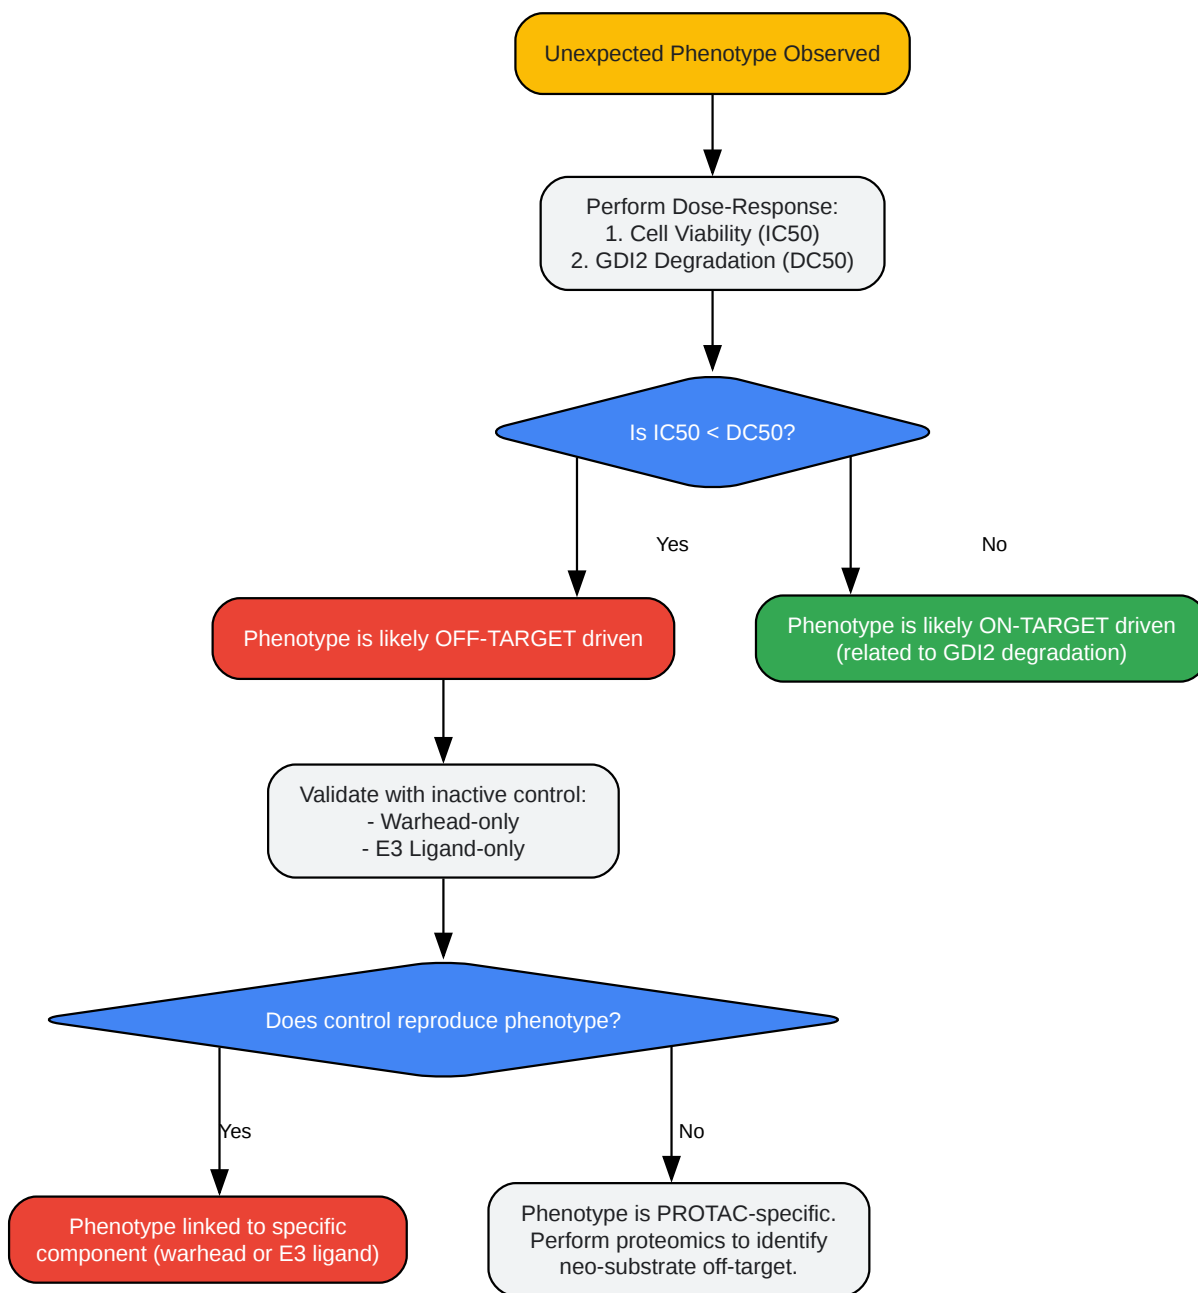 Unexpected Phenotype Observed
Perform Dose-Response:
1. Cell Viability (IC50)
2. GDI2 Degradation (DC50)
Is IC50 < DC50?
Yes
No
Phenotype is likely OFF-TARGET driven
Phenotype is likely ON-TARGET driven
(related to GDI2 degradation)
Validate with inactive control:
- Warhead-only
- E3 Ligand-only
Does control reproduce phenotype?
Yes
No
Phenotype linked to specific
component (warhead or E3 ligand)
Phenotype is PROTAC-specific.
Perform proteomics to identify
neo-substrate off-target.